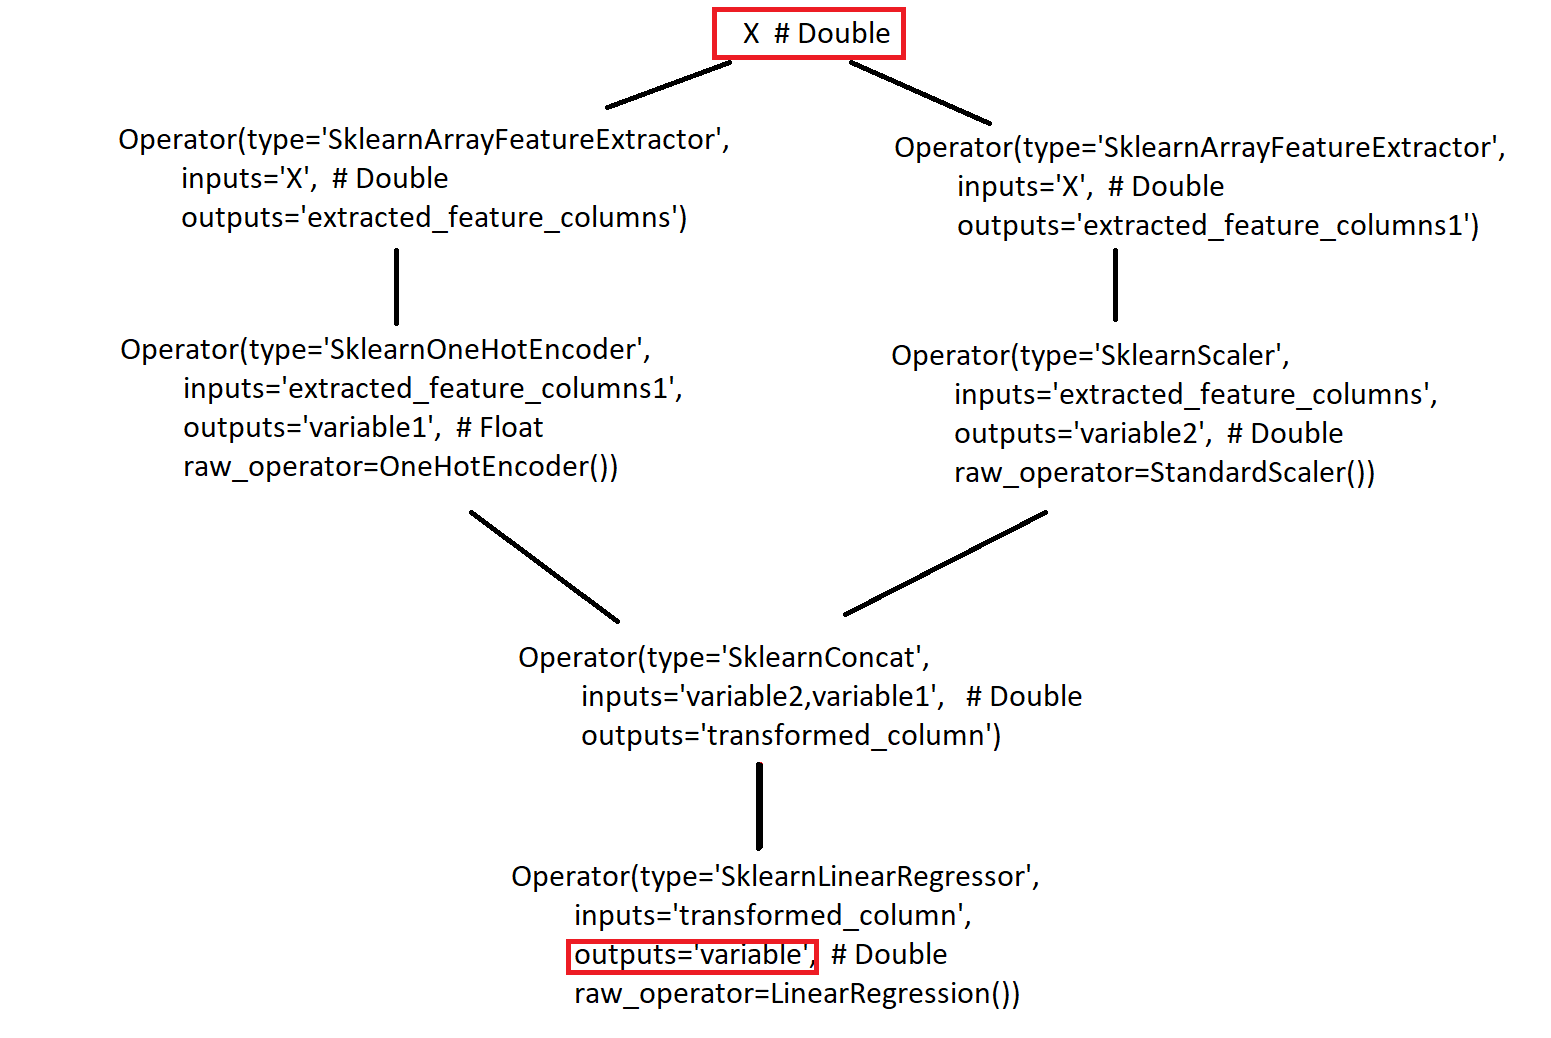 X # Double
Operator(type='SklearnArrayFeatureExtractor',
inputs='X', # Double
outputs='extracted_feature_columns')
Operator(type='SklearnArrayFeatureExtractor',
inputs='X', # Double
outputs='extracted_feature_columns1')
Operator(type='SklearnOneHotEncoder',
inputs='extracted_feature_columns1',
outputs='variable1', # Float
raw_operator=OneHotEncoder())
Operator(type='SklearnScaler',
inputs='extracted_feature_columns',
outputs='variable2', # Double
raw_operator=StandardScaler())
Operator(type='SklearnConcat',
inputs='variable2,variable1', # Double
outputs='transformed_column')
Operator(type='SklearnLinearRegressor',
inputs='transformed_column',
outputs='variable', # Double
raw_operator=LinearRegression())